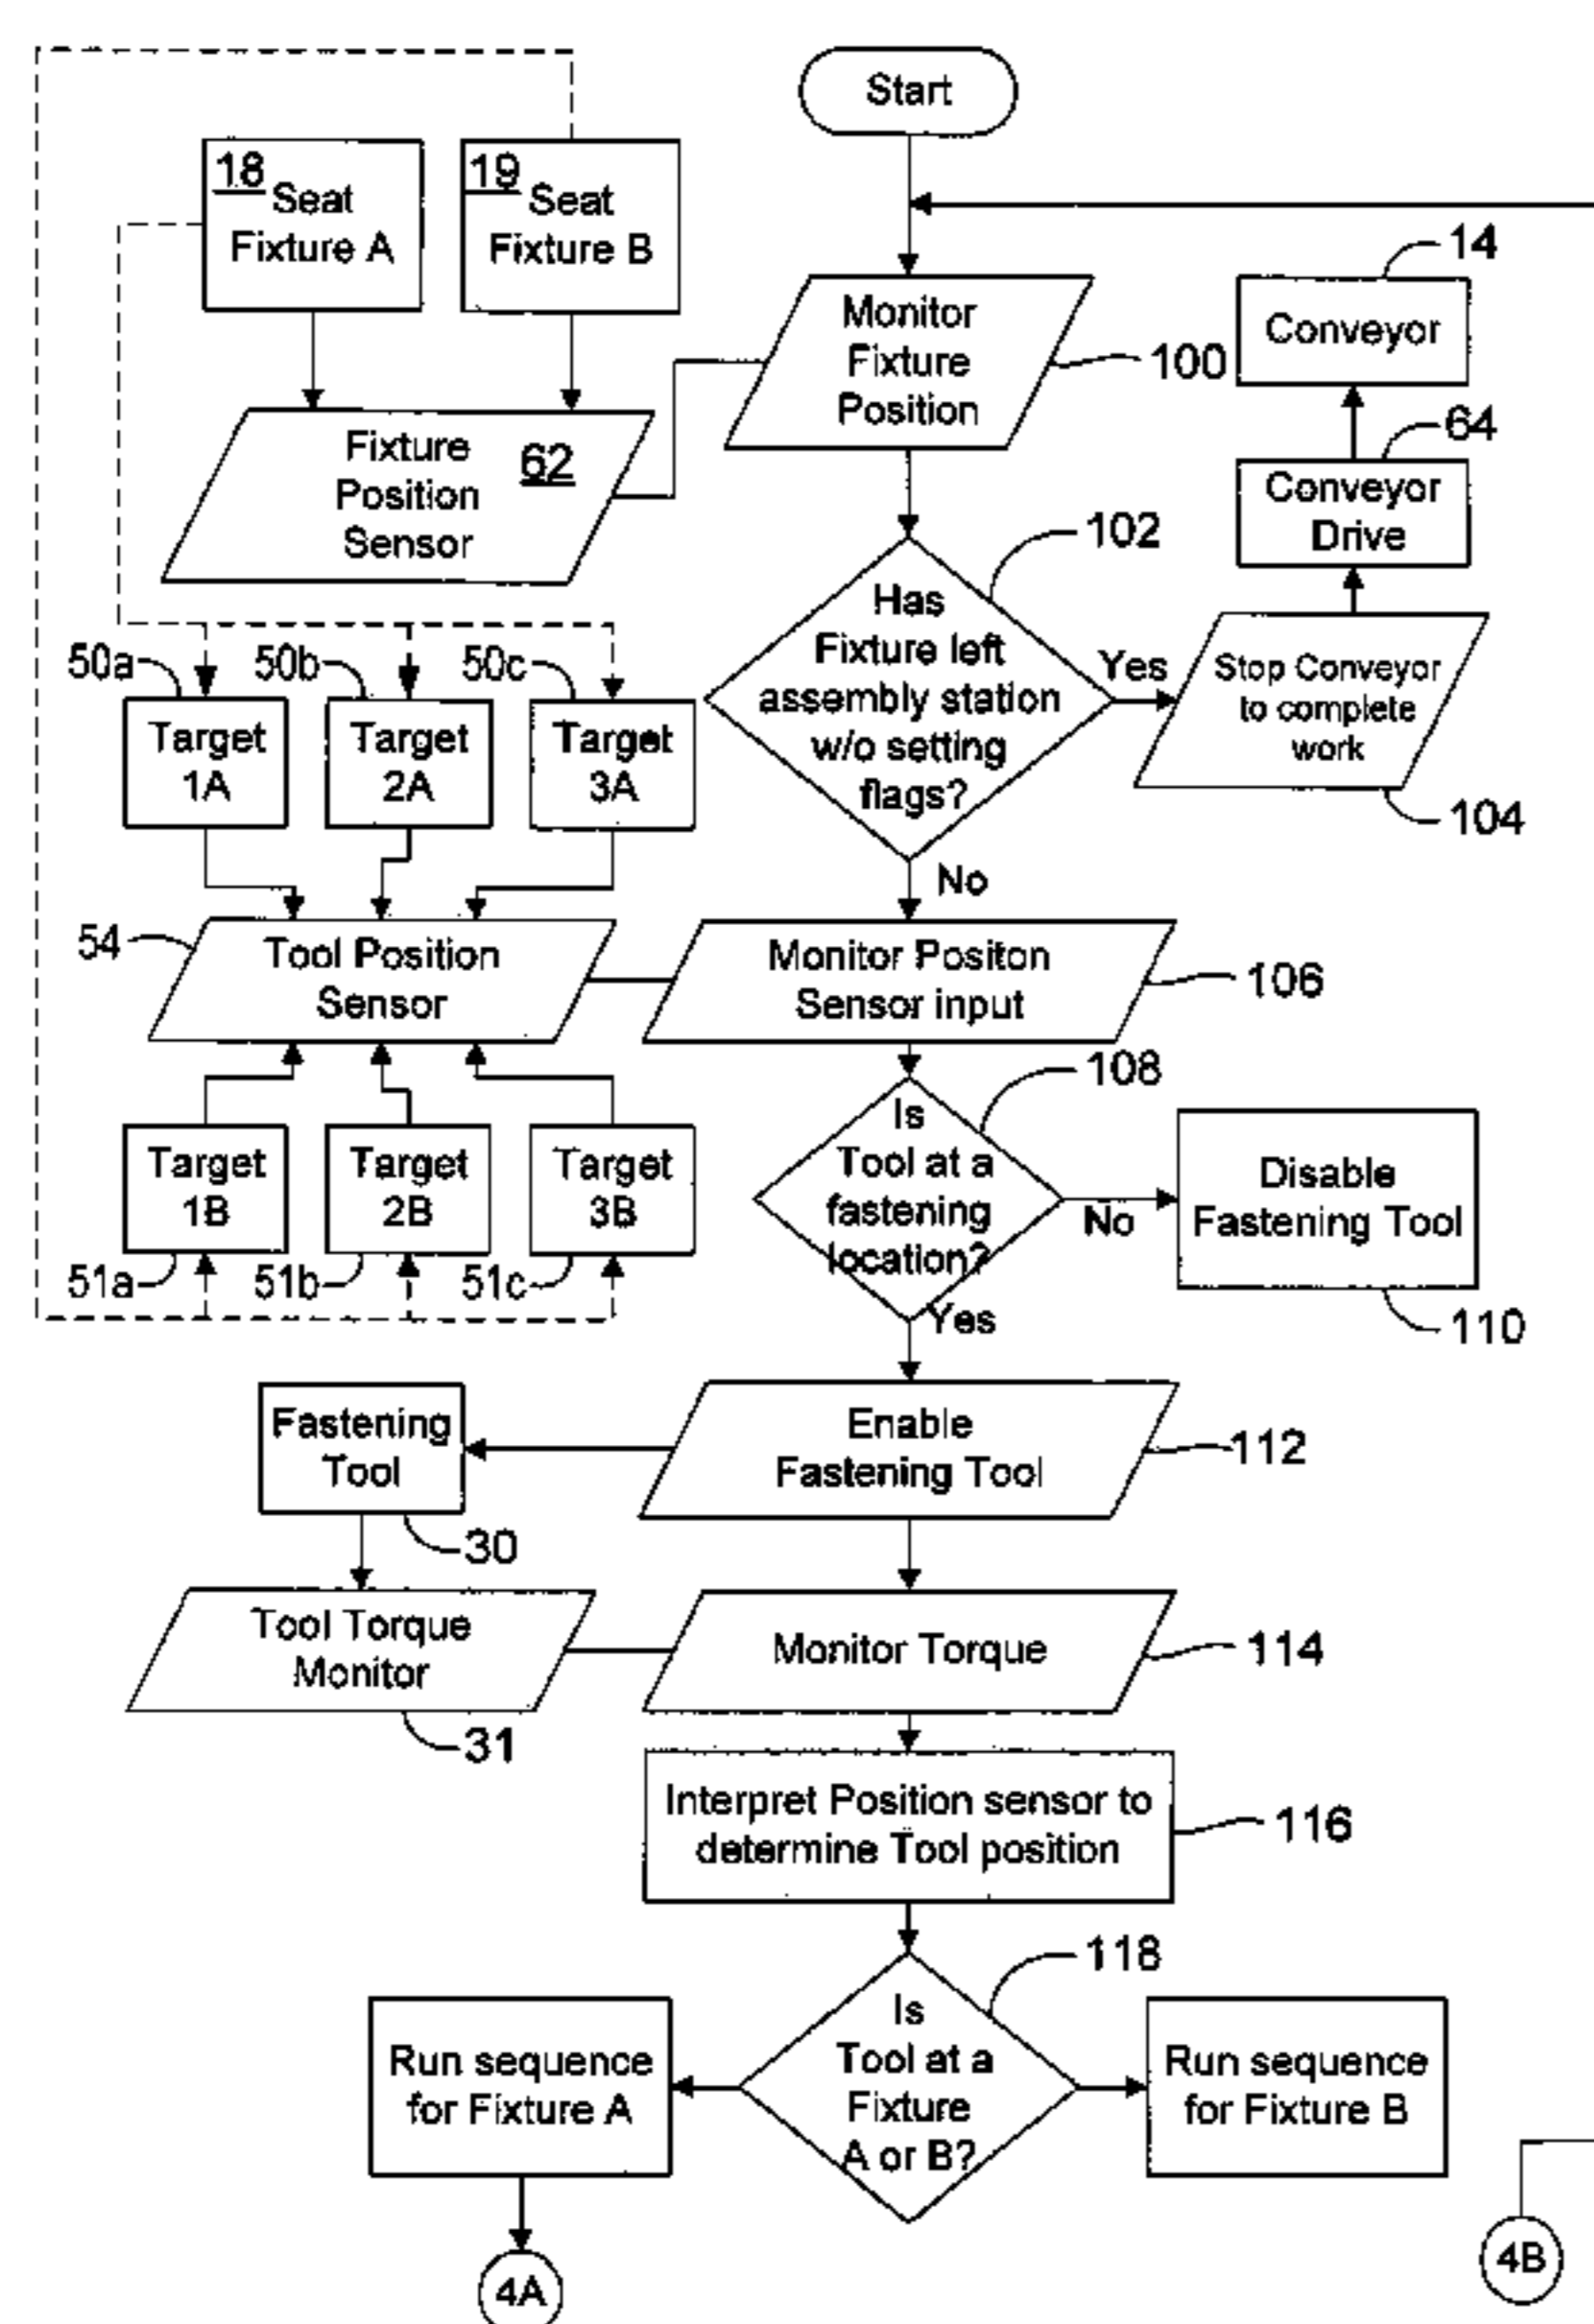 Start
18
Seat
Fixture A
19
Seat
Fixture B
14
Conveyor
Monitor
Fixture
Position
100
64
Conveyor
Drive
Fixture
Position
Sensor
62
102
Has
Fixture left
assembly station
w/o setting
flags?
Yes
No
Stop Conveyor
to complete
work
104
50a
Target
1A
50b
Target
2A
50c
Target
3A
54
Tool Position
Sensor
Monitor Positon
Sensor input
106
108
Is
Tool at a
fastening
location?
No
Yes
Disable
Fastening Tool
110
Target
1B
51a
Target
2B
51b
Target
3B
51c
Fastening
Tool
30
Enable
Fastening Tool
112
Tool Torque
Monitor
31
Monitor Torque
114
Interpret Position sensor to
determine Tool position
116
118
Is
Tool at a
Fixture
A or B?
Run sequence
for Fixture A
Run sequence
for Fixture B
4A
4B